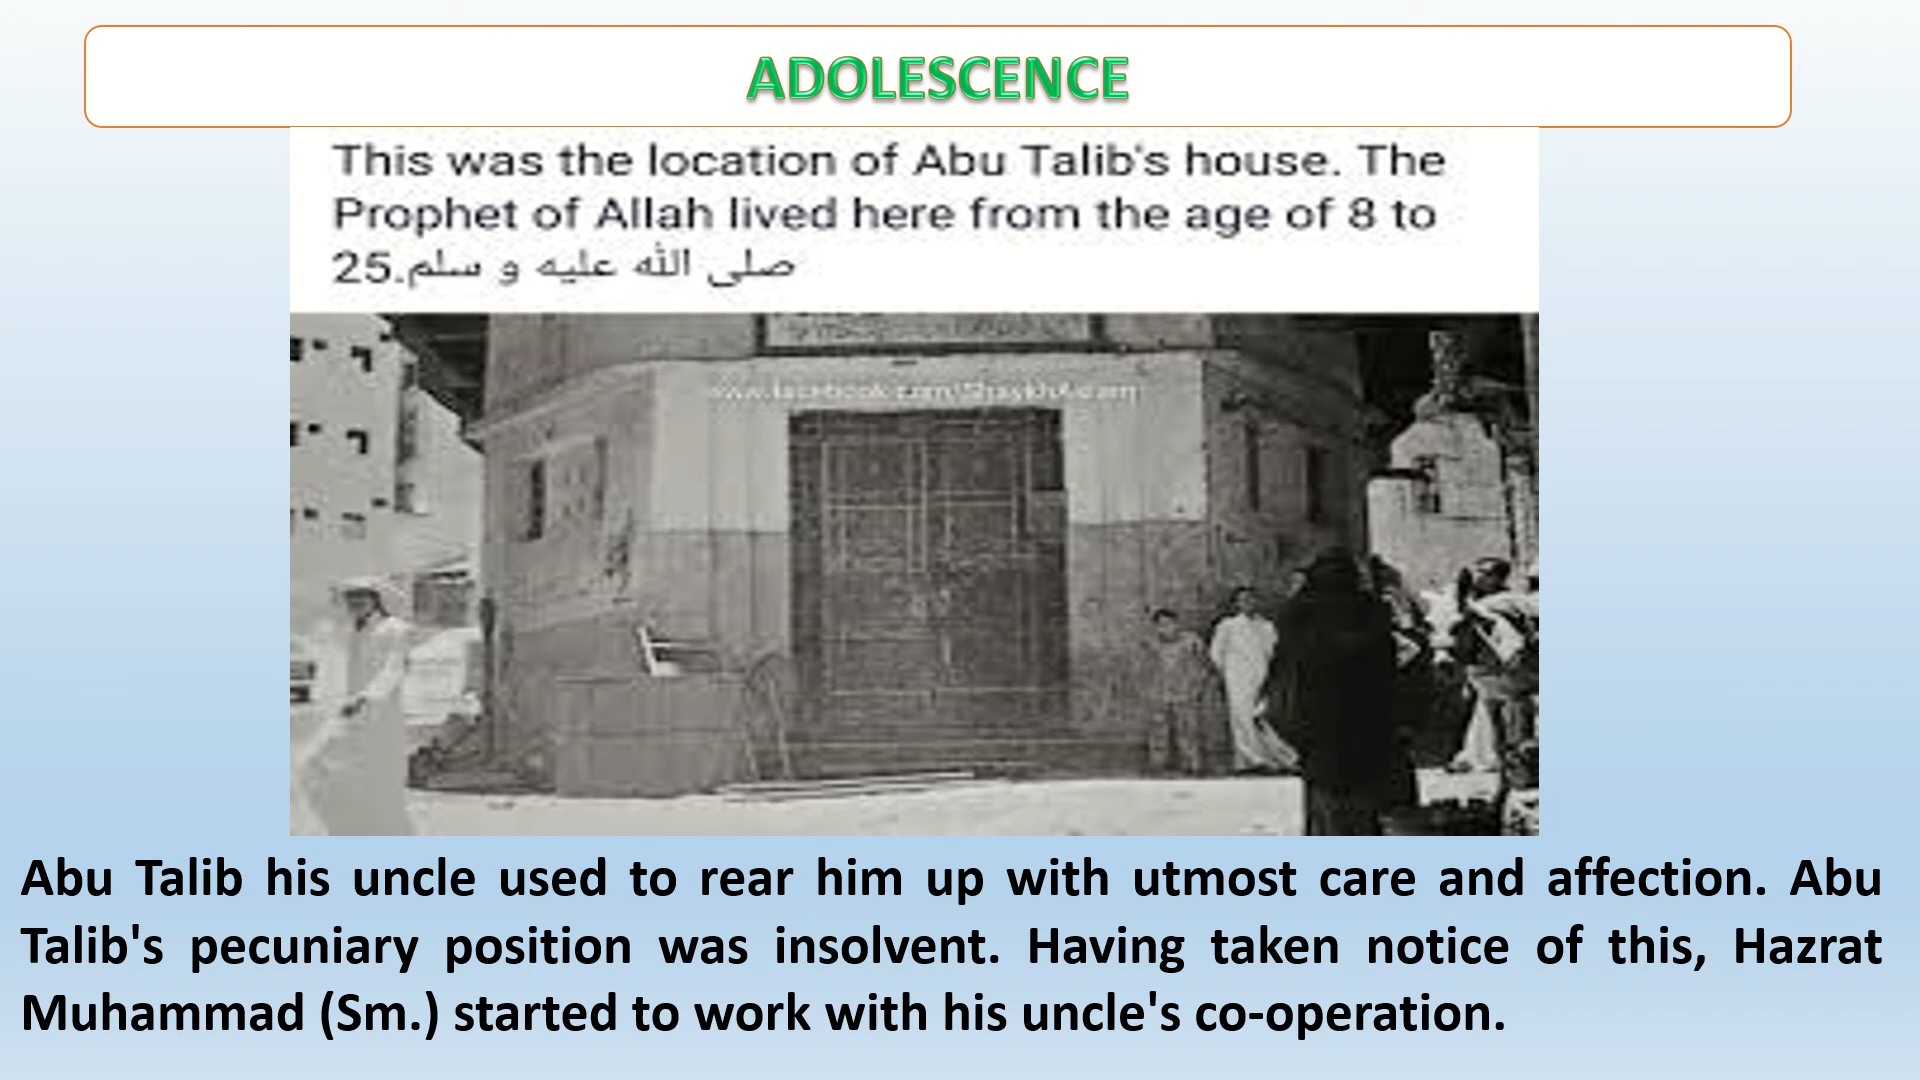 ADOLESCENCE
This was the location of Abu Talib's house. The
Prophet of Allah lived here from the age of 8 to
25.صلى الله عليه و سلم
Abu Talib his uncle used to rear him up with utmost care and affection. Abu
Talib's pecuniary position was insolvent. Having taken notice of this, Hazrat
Muhammad (Sm.) started to work with his uncle's co-operation.